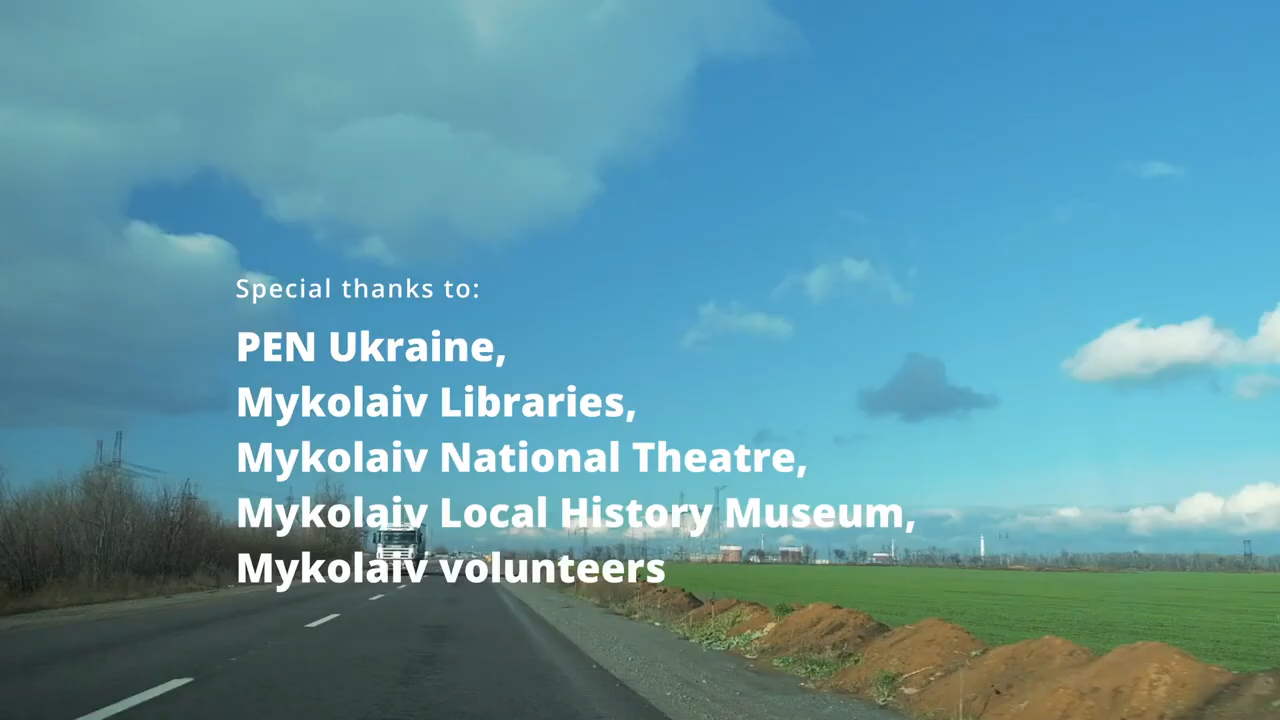 Special thanks to:
PEN Ukraine,
Mykolaiv Libraries,
Mykolaiv National Theatre,
Mykolaiv Local History Museum,
Mykolaiv volunteers